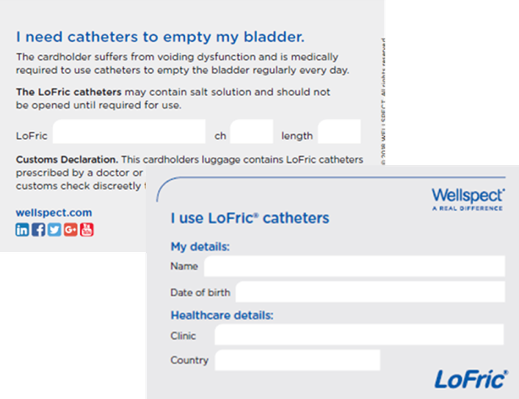 I need catheters to empty my bladder.
The cardholder suffers from voiding dysfunction and is medically
required to use catheters to empty the bladder regularly every day.
The LoFric catheters may contain salt solution and should not
be opened until required for use.
LoFric ch length
Customs Declaration. This cardholders luggage contains LoFric catheters
prescribed by a doctor or
customs check discreetly
wellspect.com
in f G+ You Tube
© 2018 WELLSPECT. All rights reserved.
Wellspect®
A REAL DIFFERENCE
I use LoFric® catheters
My details:
Name
Date of birth
Healthcare details:
Clinic
Country
LoFric®